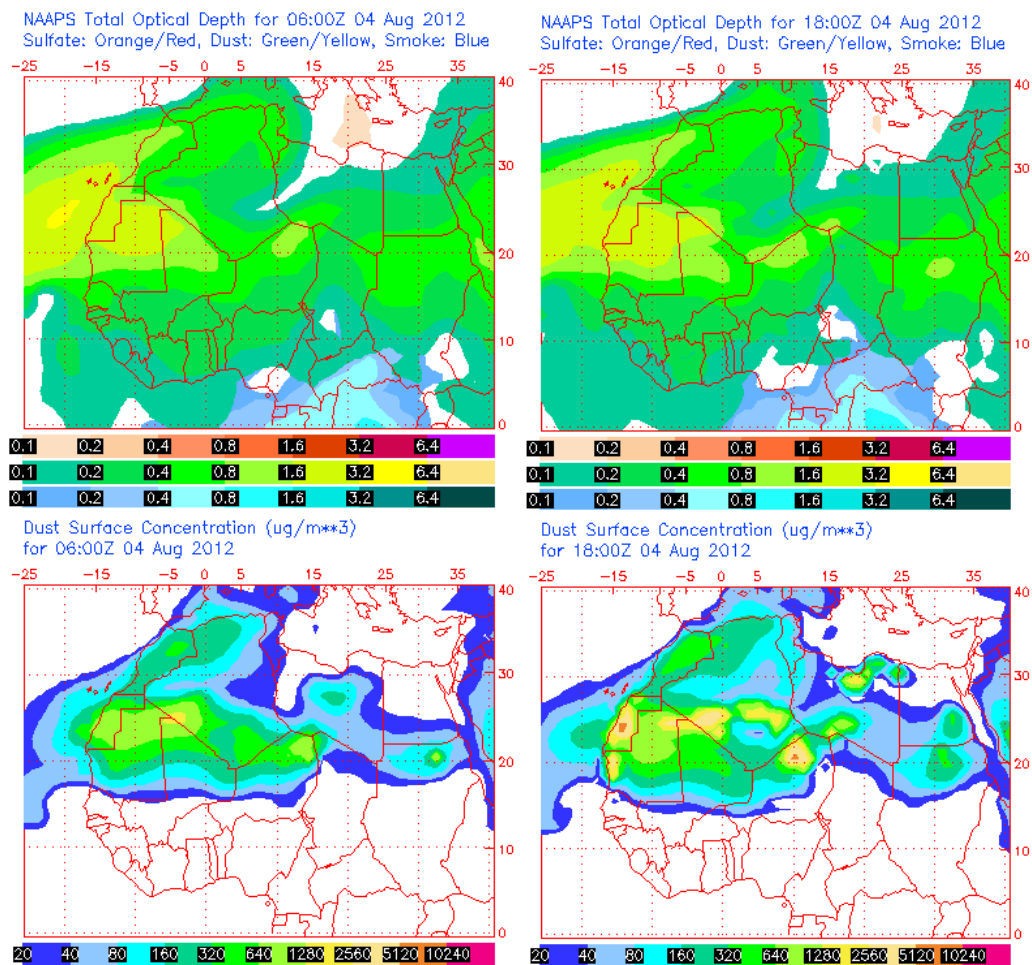 NAAPS Total Optical Depth for 06:00Z 04 Aug 2012
Sulfate: Orange/Red, Dust: Green/Yellow, Smoke: Blue
-25 -15 -5 0 5 15 25 35
40
30
20
10
0
0.1 0.2 0.4 0.8 1.6 3.2 6.4
0.1 0.2 0.4 0.8 1.6 3.2 6.4
0.1 0.2 0.4 0.8 1.6 3.2 6.4
NAAPS Total Optical Depth for 18:00Z 04 Aug 2012
Sulfate: Orange/Red, Dust: Green/Yellow, Smoke: Blue
-25 -15 -5 0 5 15 25 35
40
30
20
10
0
0.1 0.2 0.4 0.8 1.6 3.2 6.4
0.1 0.2 0.4 0.8 1.6 3.2 6.4
0.1 0.2 0.4 0.8 1.6 3.2 6.4
Dust Surface Concentration (ug/m**3)
for 06:00Z 04 Aug 2012
-25 -15 -5 0 5 15 25 35
40
30
20
10
0
20 40 80 160 320 640 1280 2560 5120 10240
Dust Surface Concentration (ug/m**3)
for 18:00Z 04 Aug 2012
-25 -15 -5 0 5 15 25 35
40
30
20
10
0
20 40 80 160 320 640 1280 2560 5120 10240